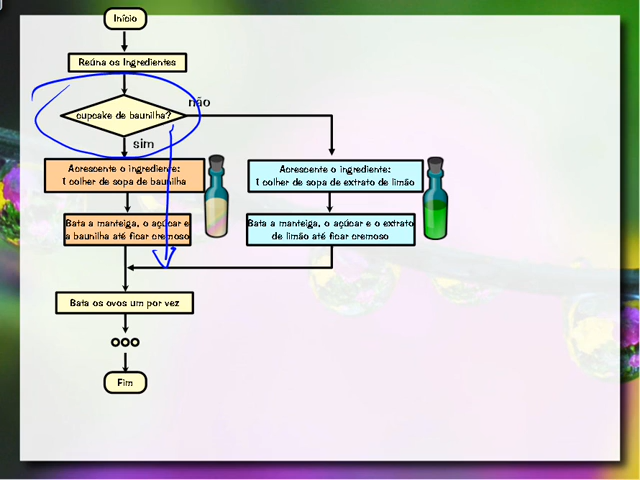 Início
Reúna os Ingredientes
cupcake de baunilha?
não
sim
Acrescente o ingrediente:
1 colher de sopa de baunilha
Acrescente o ingrediente:
1 colher de sopa de extrato de limão
Bata a manteiga, o açúcar e
a baunilha até ficar cremoso
Bata a manteiga, o açúcar e o extrato
de limão até ficar cremoso
Bata os ovos um por vez
Fim